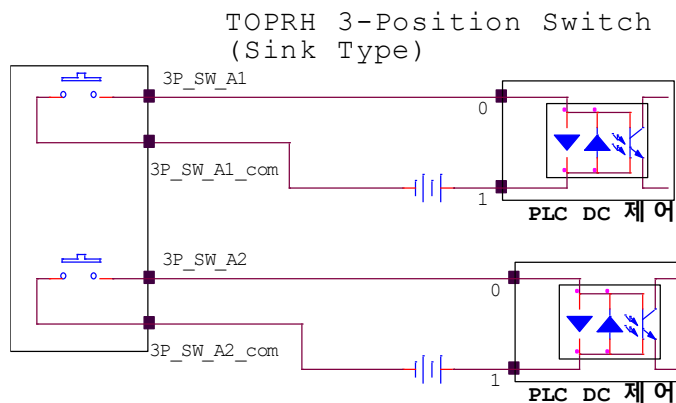 TOPRH 3-Position Switch
(Sink Type)
3P_SW_A1
0
3P_SW_A1_com
1
PLC DC 제어
3P_SW_A2
0
3P_SW_A2_com
1
PLC DC 제어